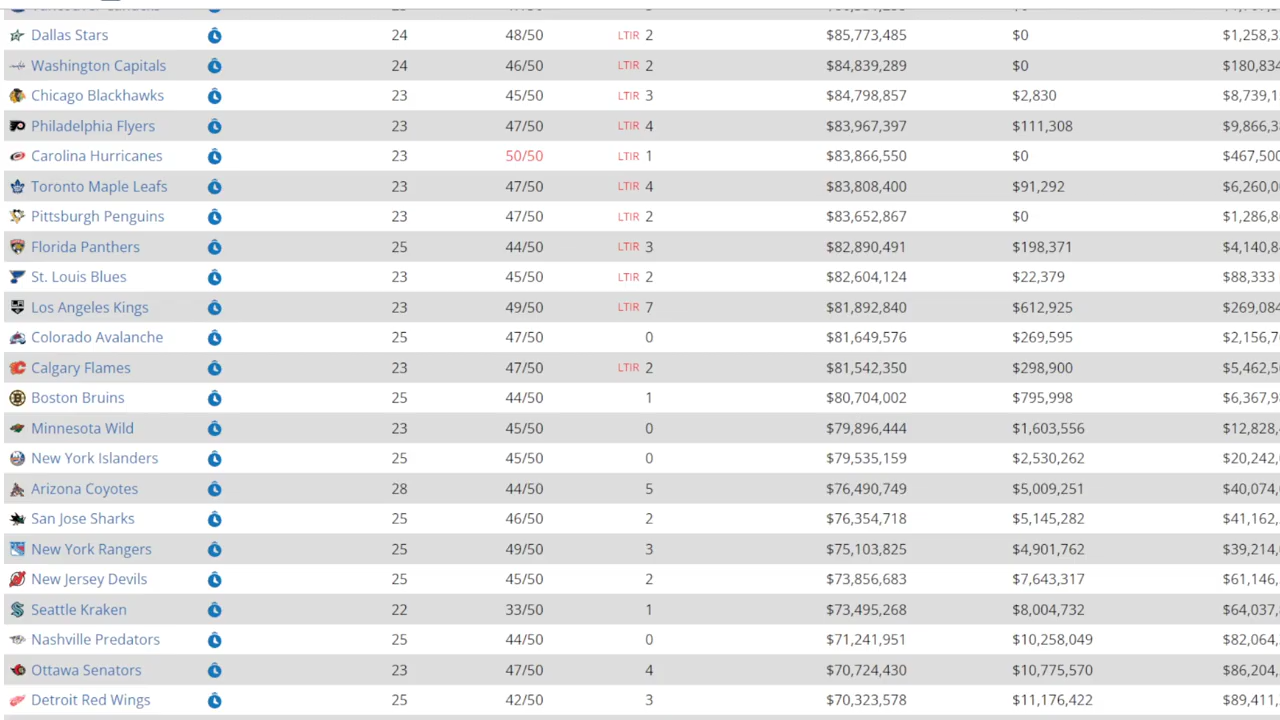 Dallas Stars 24 48/50 LTIR 2 $85,773,485 $0 $1,258,3
Washington Capitals 24 46/50 LTIR 2 $84,839,289 $0 $180,834
Chicago Blackhawks 23 45/50 LTIR 3 $84,798,857 $2,830 $8,739,1
Philadelphia Flyers 23 47/50 LTIR 4 $83,967,397 $111,308 $9,866,3
Carolina Hurricanes 23 50/50 LTIR 1 $83,866,550 $0 $467,500
Toronto Maple Leafs 23 47/50 LTIR 4 $83,808,400 $91,292 $6,260,0
Pittsburgh Penguins 23 47/50 LTIR 2 $83,652,867 $0 $1,286,8
Florida Panthers 25 44/50 LTIR 3 $82,890,491 $198,371 $4,140,8
St. Louis Blues 23 45/50 LTIR 2 $82,604,124 $22,379 $88,333
Los Angeles Kings 23 49/50 LTIR 7 $81,892,840 $612,925 $269,084
Colorado Avalanche 25 47/50 0 $81,649,576 $269,595 $2,156,7
Calgary Flames 23 47/50 LTIR 2 $81,542,350 $298,900 $5,462,5
Boston Bruins 25 44/50 1 $80,704,002 $795,998 $6,367,9
Minnesota Wild 23 45/50 0 $79,896,444 $1,603,556 $12,828,
New York Islanders 25 45/50 0 $79,535,159 $2,530,262 $20,242,
Arizona Coyotes 28 44/50 5 $76,490,749 $5,009,251 $40,074,
San Jose Sharks 25 46/50 2 $76,354,718 $5,145,282 $41,162,
New York Rangers 25 49/50 3 $75,103,825 $4,901,762 $39,214,
New Jersey Devils 25 45/50 2 $73,856,683 $7,643,317 $61,146,
Seattle Kraken 22 33/50 1 $73,495,268 $8,004,732 $64,037,
Nashville Predators 25 44/50 0 $71,241,951 $10,258,049 $82,064,
Ottawa Senators 23 47/50 4 $70,724,430 $10,775,570 $86,204,
Detroit Red Wings 25 42/50 3 $70,323,578 $11,176,422 $89,411,